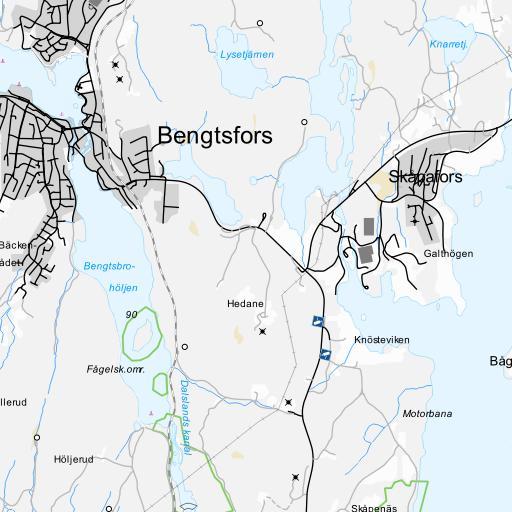 Knarretj.
Lysetjärnen
Bengtsfors
Skåpafors
Bäcken-
ådet
Galthögen
Bengtsbro-
höljen
90
Hedane
Knösteviken
Båg
Fågelsk.omr.
Dalslands kanal
llerud
Motorbana
Höljerud
Skåpenäs